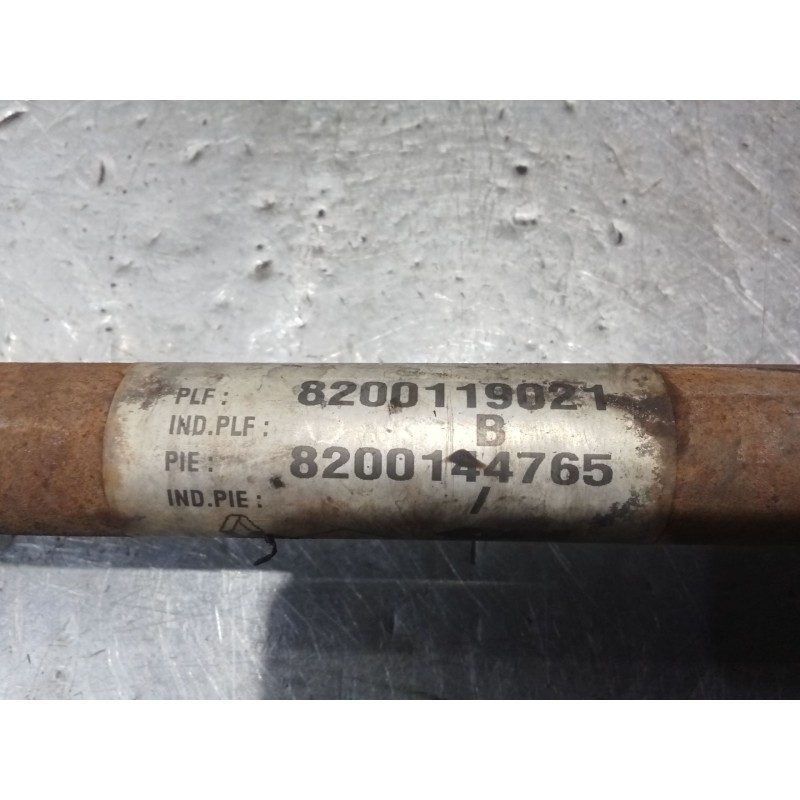 PLF : 8200119021
IND.PLF : B
PIE : 8200144765
IND.PIE : /